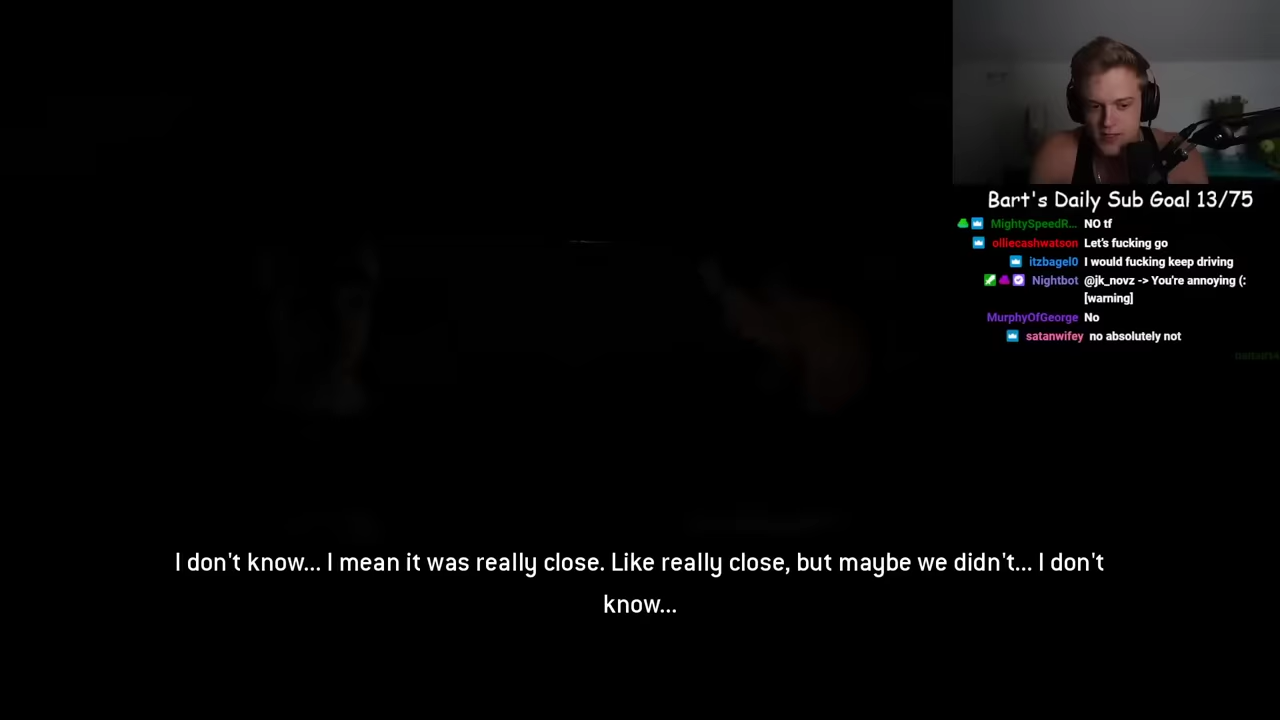 Bart's Daily Sub Goal 13/75
MightySpeedR... NO tf
olliecashwatson Let's fucking go
itzbagel0 I would fucking keep driving
Nightbot @jk_novz -> You're annoying (:
[warning]
MurphyOfGeorge No
satanwifey no absolutely not
I don't know... I mean it was really close. Like really close, but maybe we didn't... I don't
know...